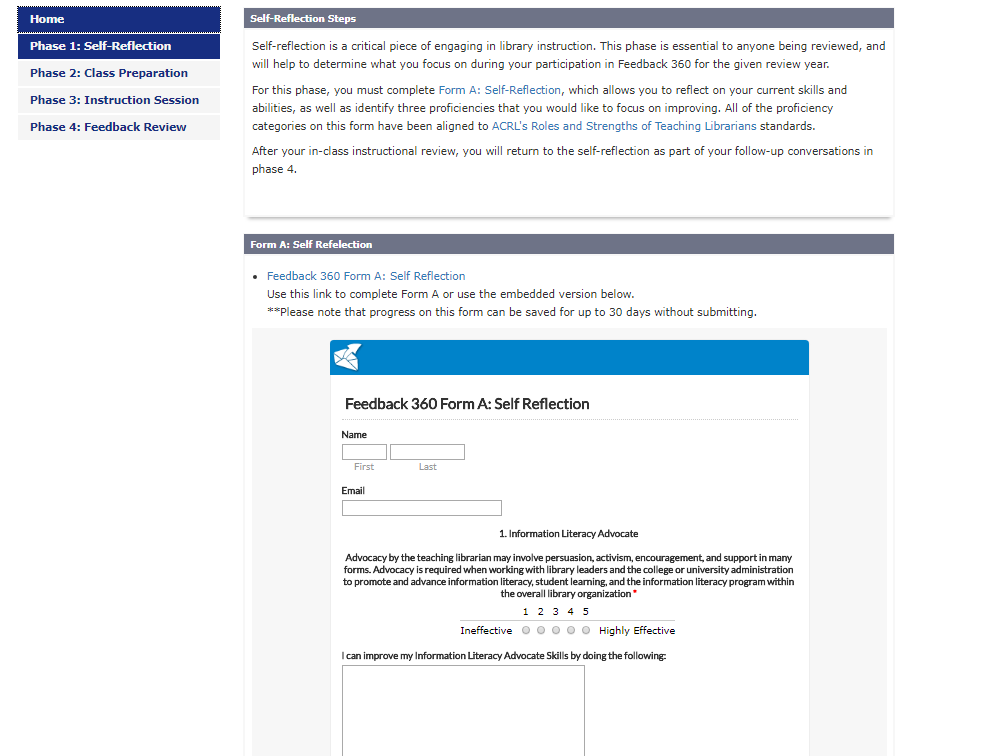 Home
Phase 1: Self-Reflection
Phase 2: Class Preparation
Phase 3: Instruction Session
Phase 4: Feedback Review
Self-Reflection Steps
Self-reflection is a critical piece of engaging in library instruction. This phase is essential to anyone being reviewed, and
will help to determine what you focus on during your participation in Feedback 360 for the given review year.
For this phase, you must complete Form A: Self-Reflection, which allows you to reflect on your current skills and
abilities, as well as identify three proficiencies that you would like to focus on improving. All of the proficiency
categories on this form have been aligned to ACRL's Roles and Strengths of Teaching Librarians standards.
After your in-class instructional review, you will return to the self-reflection as part of your follow-up conversations in
phase 4.
Form A: Self Refelection
• Feedback 360 Form A: Self Reflection
Use this link to complete Form A or use the embedded version below.
**Please note that progress on this form can be saved for up to 30 days without submitting.
Feedback 360 Form A: Self Reflection
Name
First Last
Email
1. Information Literacy Advocate
Advocacy by the teaching librarian may involve persuasion, activism, encouragement, and support in many
forms. Advocacy is required when working with library leaders and the college or university administration
to promote and advance information literacy, student learning, and the information literacy program within
the overall library organization *
1 2 3 4 5
Ineffective Highly Effective
I can improve my Information Literacy Advocate Skills by doing the following: